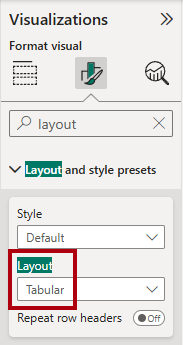 Visualizations
Format visual
layout
Layout and style presets
Style
Default
Layout
Tabular
Repeat row headers Off